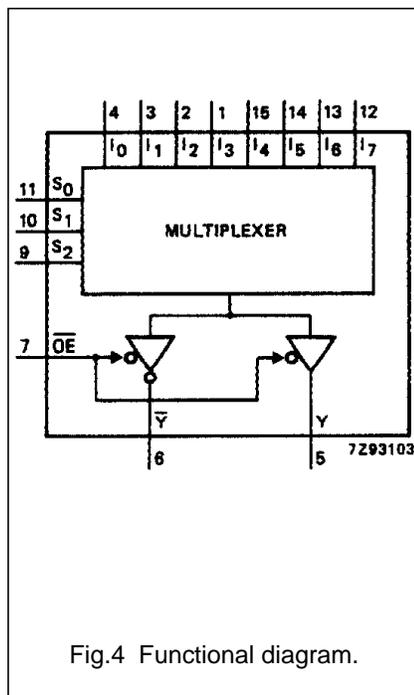 4 3 2 1 15 14 13 12
I0 I1 I2 I3 I4 I5 I6 I7
11 S0
10 S1
9 S2
MULTIPLEXER
7 OE
Y Y
7Z93103
6 5
Fig.4 Functional diagram.